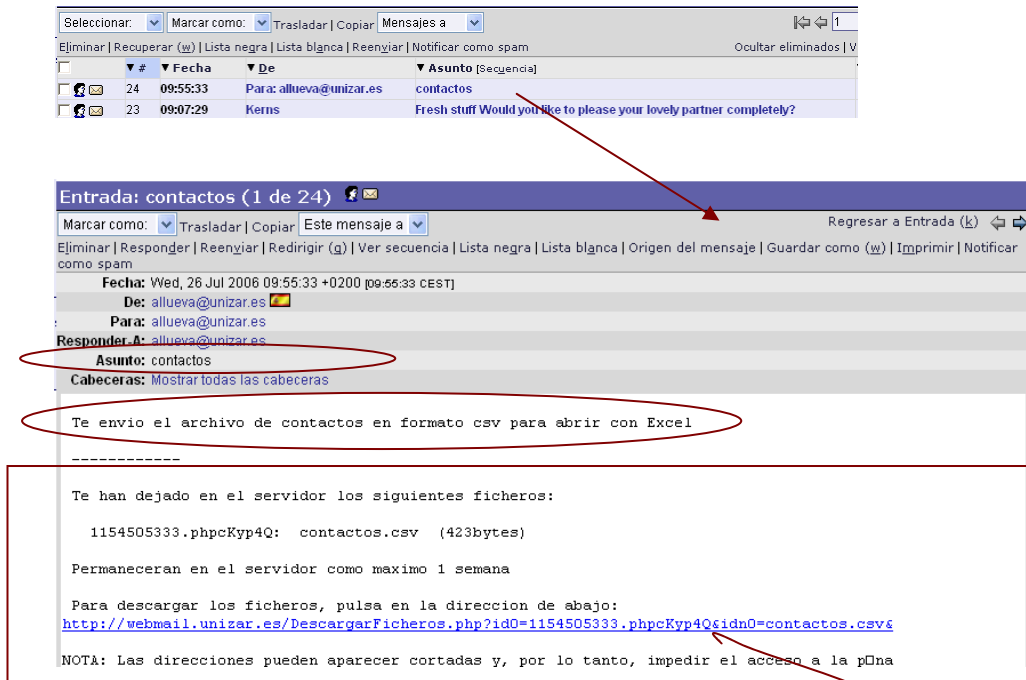 Seleccionar: Marcar como: Trasladar | Copiar Mensajes a 1
Eliminar | Recuperar (w) | Lista negra | Lista blanca | Reenviar | Notificar como spam Ocultar eliminados | V
# Fecha De Asunto [Secuencia]
24 09:55:33 Para: allueva@unizar.es contactos
23 09:07:29 Kerns Fresh stuff Would you like to please your lovely partner completely?
Entrada: contactos (1 de 24)
Marcar como: Trasladar | Copiar Este mensaje a Regresar a Entrada (k)
Eliminar | Responder | Reenviar | Redirigir (g) | Ver secuencia | Lista negra | Lista blanca | Origen del mensaje | Guardar como (w) | Imprimir | Notificar
como spam
Fecha: Wed, 26 Jul 2006 09:55:33 +0200 [09:55:33 CEST]
De: allueva@unizar.es
Para: allueva@unizar.es
Responder-A: allueva@unizar.es
Asunto: contactos
Cabeceras: Mostrar todas las cabeceras
Te envio el archivo de contactos en formato csv para abrir con Excel
------------
Te han dejado en el servidor los siguientes ficheros:
1154505333.phpcKyp4Q: contactos.csv (423bytes)
Permaneceran en el servidor como maximo 1 semana
Para descargar los ficheros, pulsa en la direccion de abajo:
http://webmail.unizar.es/DescargarFicheros.php?id0=1154505333.phpcKyp4Q&idn0=contactos.csv&
NOTA: Las direcciones pueden aparecer cortadas y, por lo tanto, impedir el acceso a la p□na